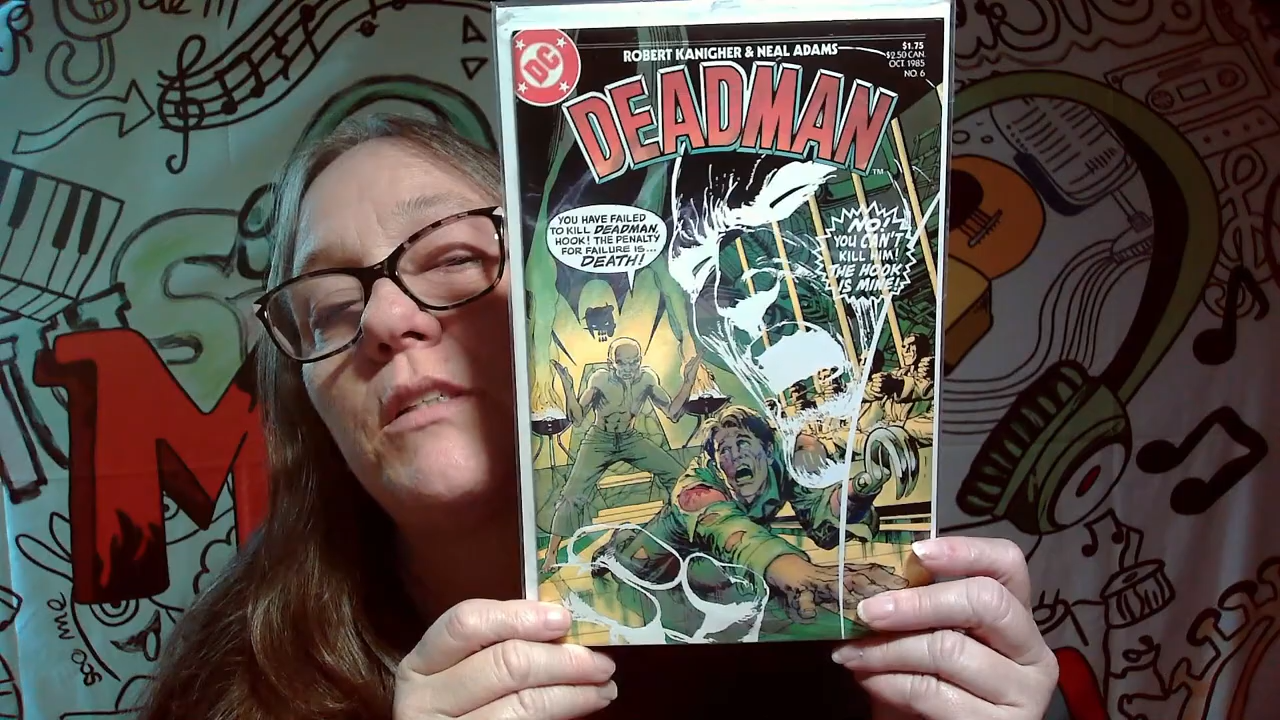 DC
ROBERT KANIGHER & NEAL ADAMS
$1.75
$2.50 CAN.
OCT 1985
NO. 6
DEADMAN
TM
YOU HAVE FAILED
TO KILL DEADMAN,
HOOK! THE PENALTY
FOR FAILURE IS...
DEATH!
NO!
YOU CAN'T
KILL HIM!
THE HOOK
IS MINE!
M